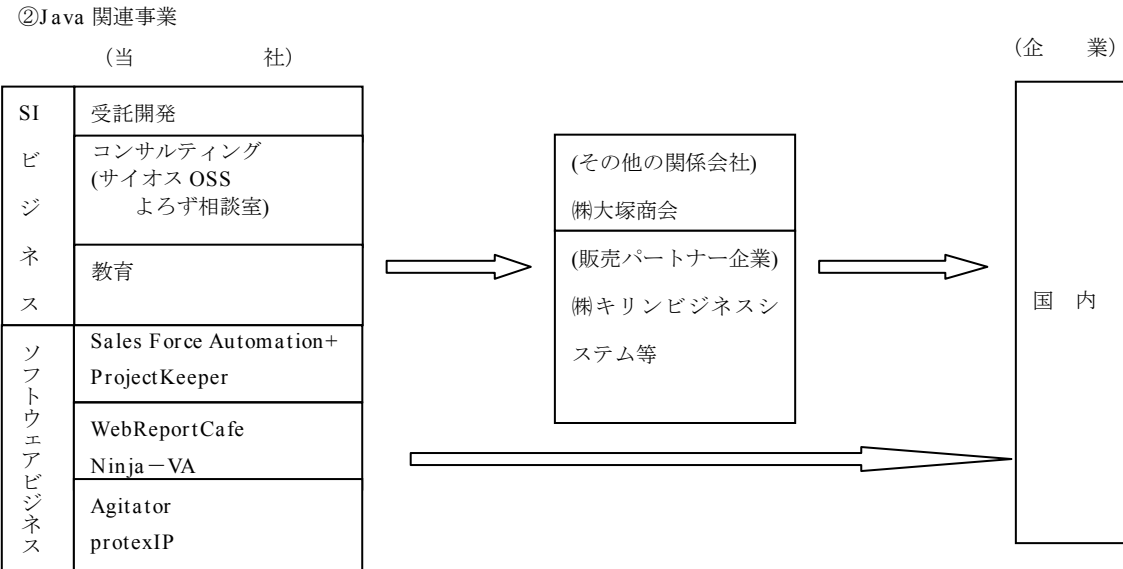 ②Java 関連事業
(当 社)
(企 業)
SIビジネス
受託開発
コンサルティング
(サイオス OSS
よろず相談室)
教育
ソフトウェアビジネス
Sales Force Automation+
ProjectKeeper
WebReportCafe
Ninja－VA
Agitator
protexIP
(その他の関係会社)
㈱大塚商会
(販売パートナー企業)
㈱キリンビジネスシ
ステム等
国 内